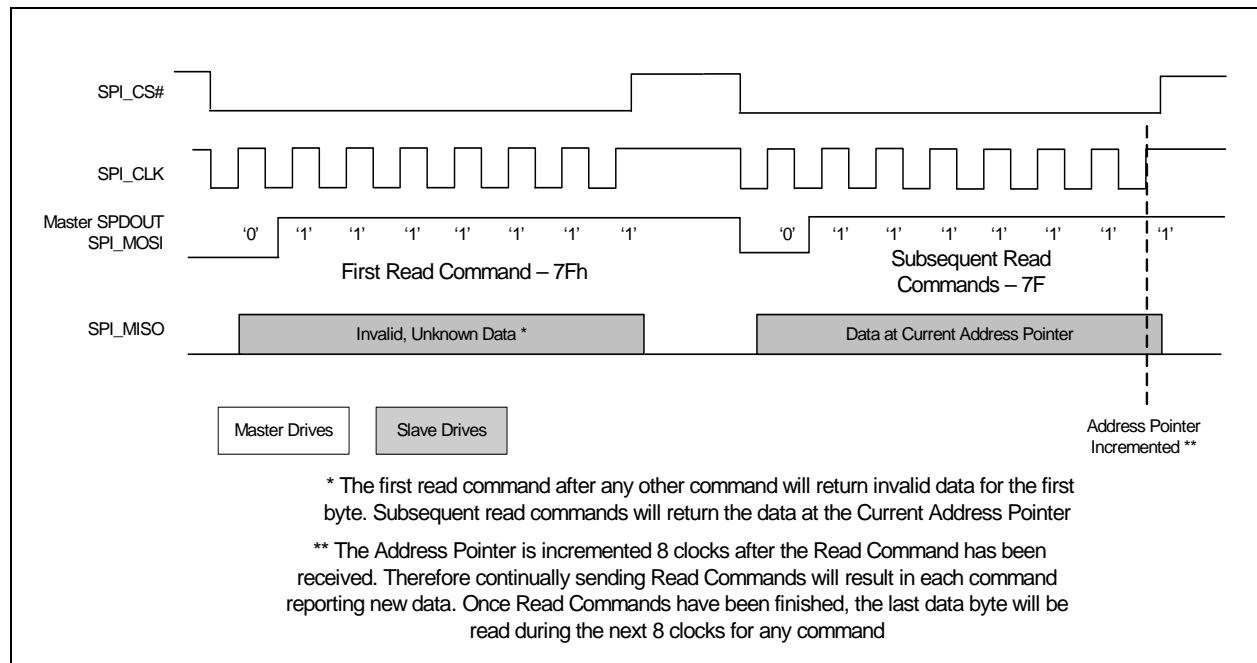 SPI_CS#
SPI_CLK
Master SPDOUT
SPI_MOSI
‘0’ ‘1’ ‘1’ ‘1’ ‘1’ ‘1’ ‘1’ ‘1’
‘0’ ‘1’ ‘1’ ‘1’ ‘1’ ‘1’ ‘1’ ‘1’
First Read Command – 7Fh
Subsequent Read
Commands – 7F
SPI_MISO
Invalid, Unknown Data *
Data at Current Address Pointer
Master Drives
Slave Drives
Address Pointer
Incremented **
* The first read command after any other command will return invalid data for the first
byte. Subsequent read commands will return the data at the Current Address Pointer
** The Address Pointer is incremented 8 clocks after the Read Command has been
received. Therefore continually sending Read Commands will result in each command
reporting new data. Once Read Commands have been finished, the last data byte will be
read during the next 8 clocks for any command